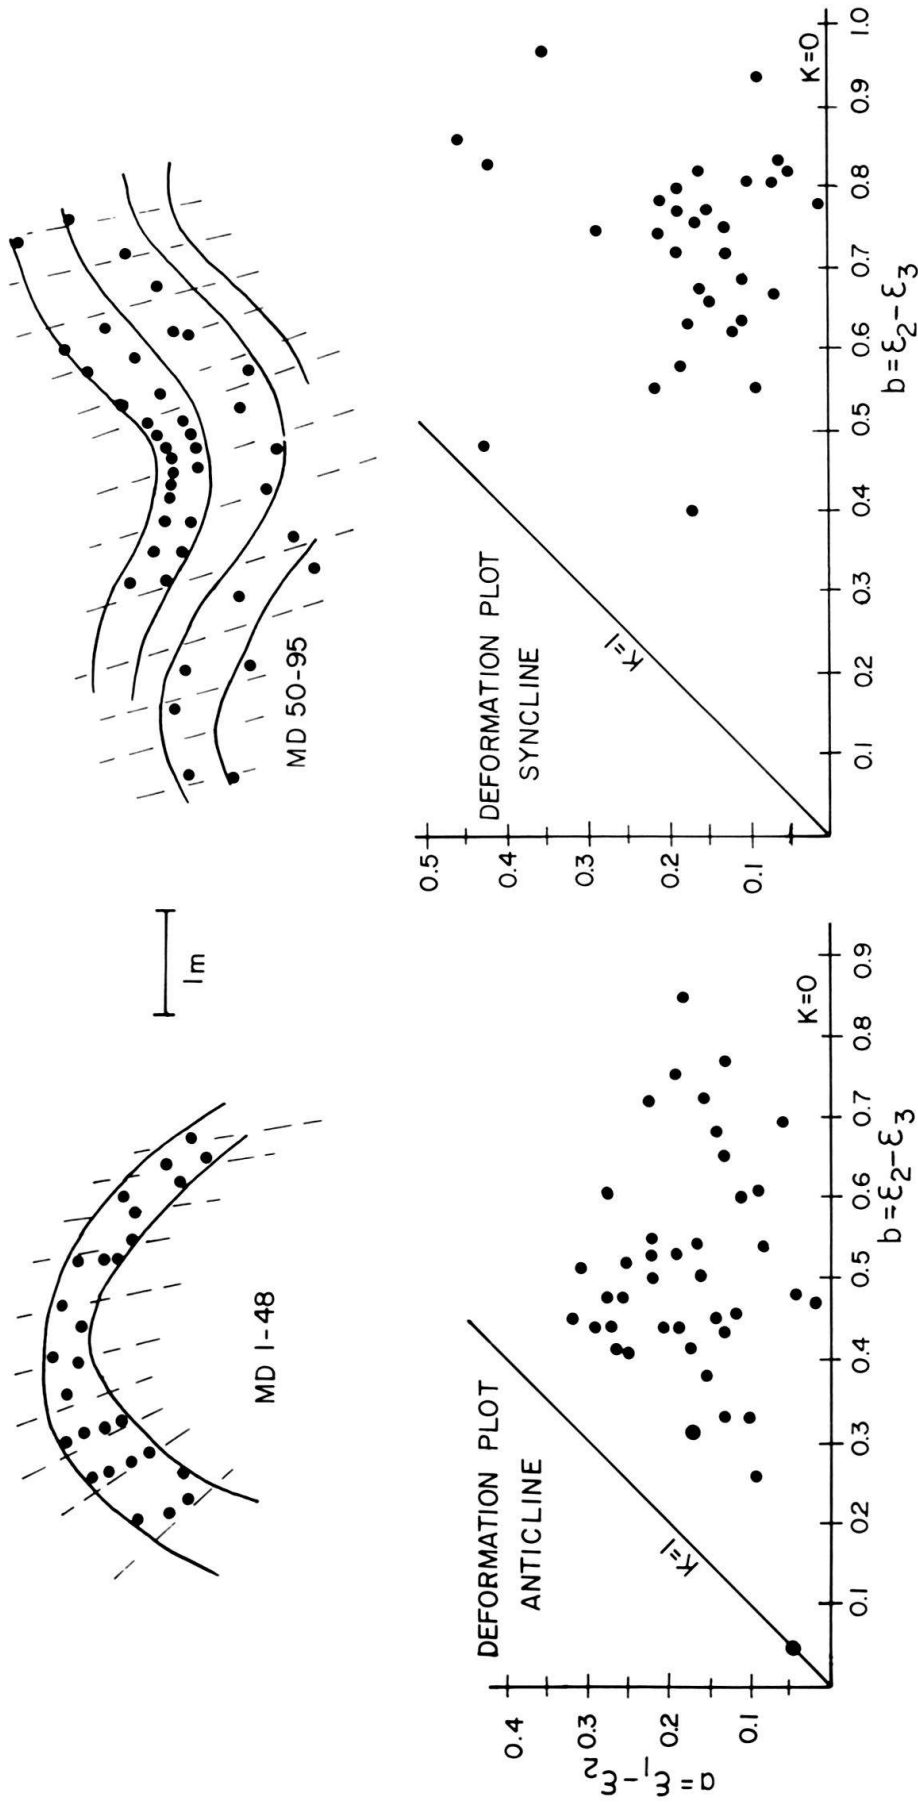 MD 1-48
1m
MD 50-95
DEFORMATION PLOT
ANTICLINE
K=1
K=0
a=ε₁-ε₂
0.4
0.3
0.2
0.1
0.1
0.2
0.3
0.4
0.5
0.6
0.7
0.8
0.9
b=ε₂-ε₃
DEFORMATION PLOT
SYNCLINE
K=1
K=0
0.5
0.4
0.3
0.2
0.1
0.1
0.2
0.3
0.4
0.5
0.6
0.7
0.8
0.9
1.0
b=ε₂-ε₃